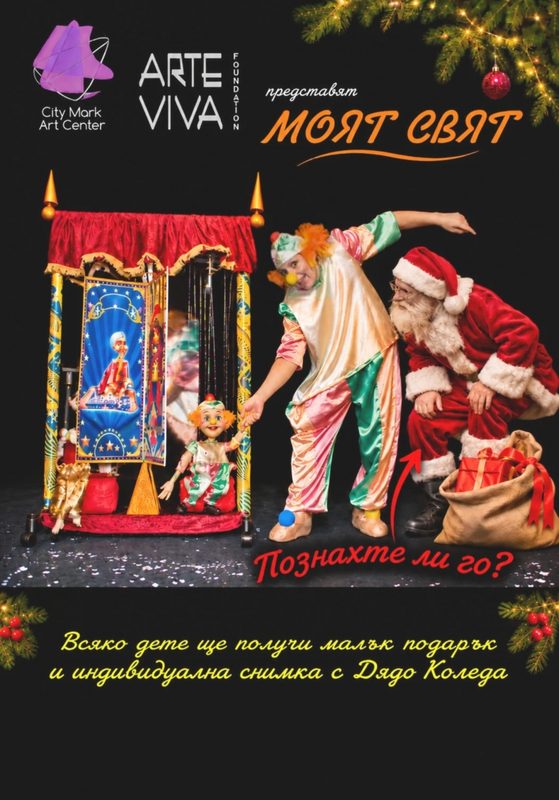 City Mark
Art Center
ARTE
VIVA
FOUNDATION
представят
МОЯТ СВЯТ
Познахте ли го?
Всяко дете ще получи малък подарък
и индивидуална снимка с Дядо Коледа